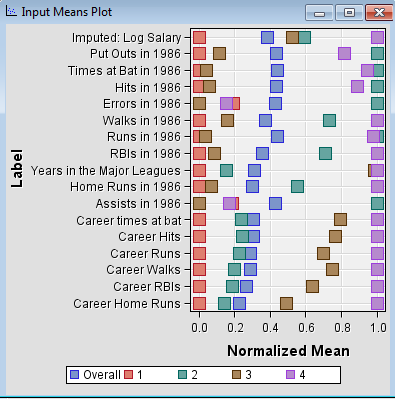 Input Means Plot
Label
Imputed: Log Salary
Put Outs in 1986
Times at Bat in 1986
Hits in 1986
Errors in 1986
Walks in 1986
Runs in 1986
RBIs in 1986
Years in the Major Leagues
Home Runs in 1986
Assists in 1986
Career times at bat
Career Hits
Career Runs
Career Walks
Career RBIs
Career Home Runs
0.0 0.2 0.4 0.6 0.8 1.0
Normalized Mean
Overall 1 2 3 4